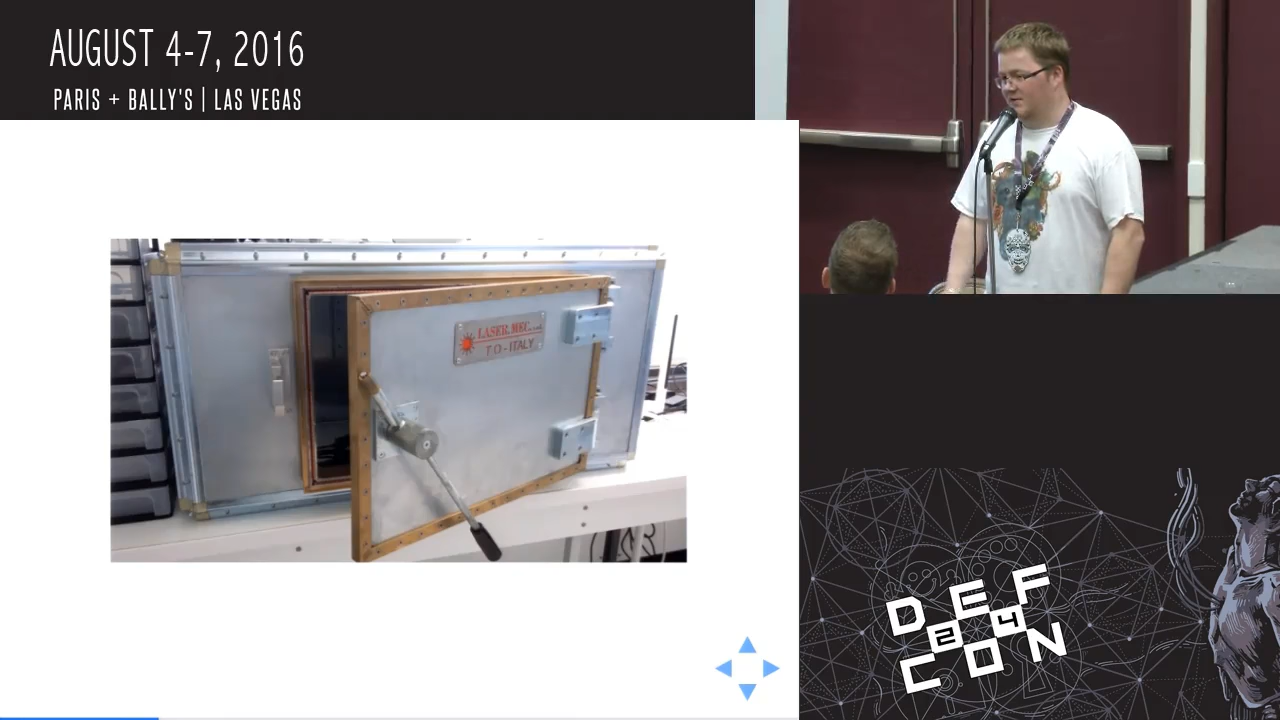 AUGUST 4-7, 2016
PARIS + BALLY'S | LAS VEGAS
LASER MEC
TO-ITALY
DEF
24
CON